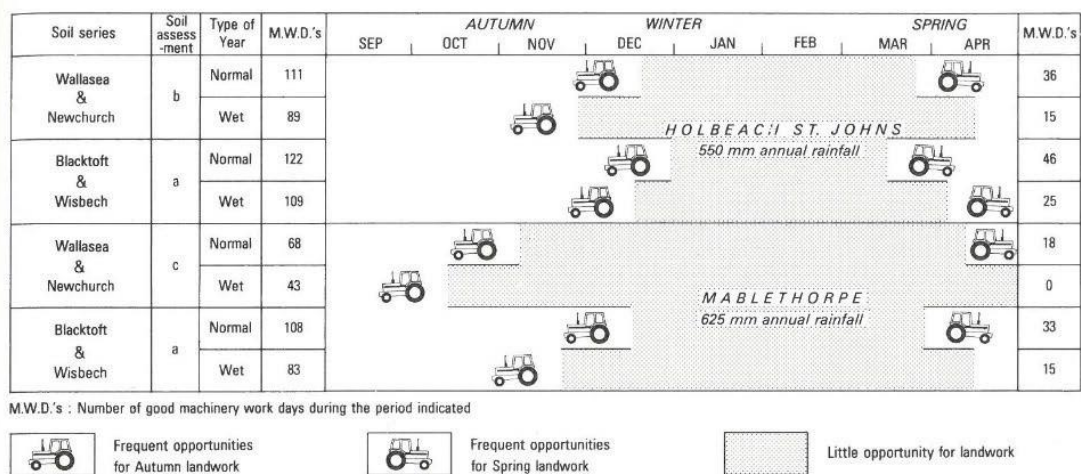 Soil series
Soil assess -ment
Type of Year
M.W.D.'s
AUTUMN WINTER SPRING
SEP OCT NOV DEC JAN FEB MAR APR
M.W.D.'s
Wallasea & Newchurch
b
Normal 111 36
Wet 89 15
HOLBEACH ST. JOHNS
550 mm annual rainfall
Blacktoft & Wisbech
a
Normal 122 46
Wet 109 25
Wallasea & Newchurch
c
Normal 68 18
Wet 43 0
MABLETHORPE
625 mm annual rainfall
Blacktoft & Wisbech
a
Normal 108 33
Wet 83 15
M.W.D.'s : Number of good machinery work days during the period indicated
Frequent opportunities
for Autumn landwork
Frequent opportunities
for Spring landwork
Little opportunity for landwork